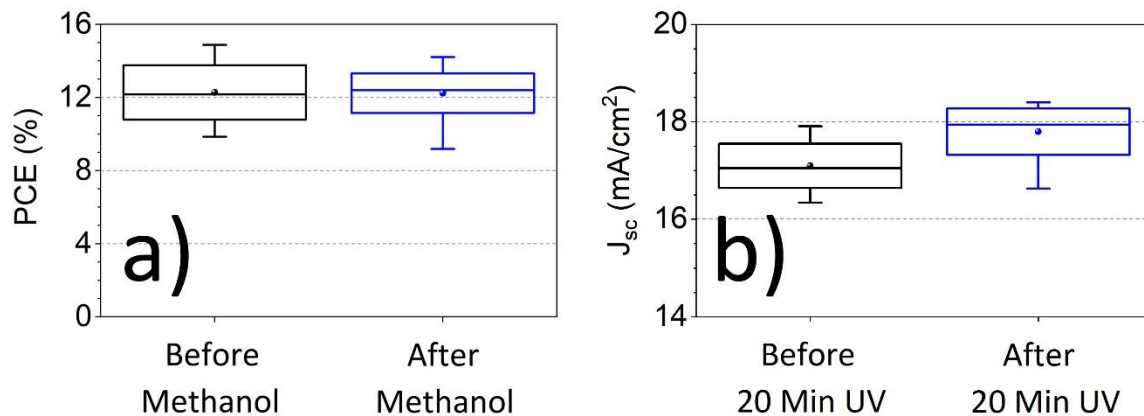 16
12
8
4
0
PCE (%)
a)
Before
Methanol
After
Methanol
20
18
16
14
J_sc (mA/cm²)
b)
Before
20 Min UV
After
20 Min UV